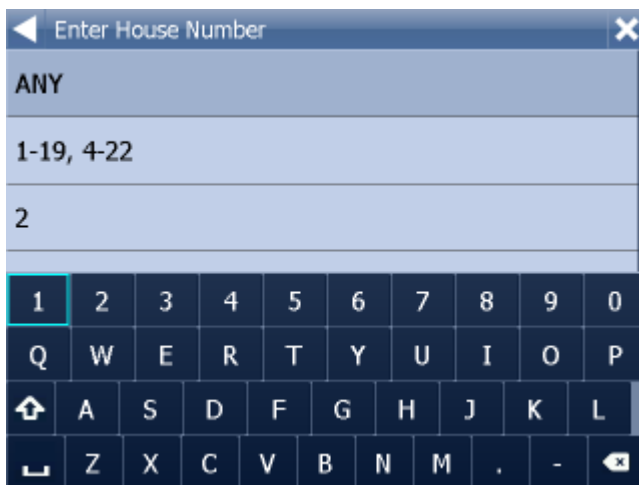 Enter House Number
ANY
1-19, 4-22
2
1 2 3 4 5 6 7 8 9 0
Q W E R T Y U I O P
A S D F G H J K L
Z X C V B N M . -